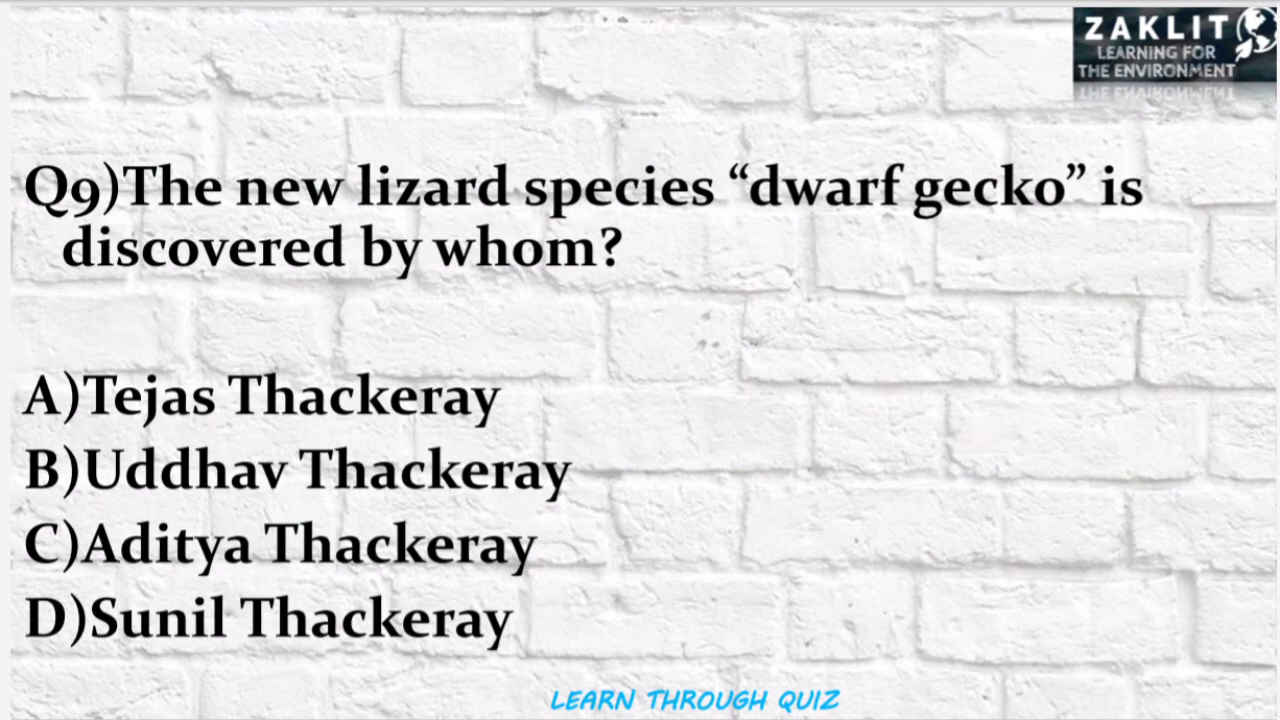 ZAKLIT
LEARNING FOR
THE ENVIRONMENT
Q9)The new lizard species “dwarf gecko” is
discovered by whom?
A)Tejas Thackeray
B)Uddhav Thackeray
C)Aditya Thackeray
D)Sunil Thackeray
LEARN THROUGH QUIZ